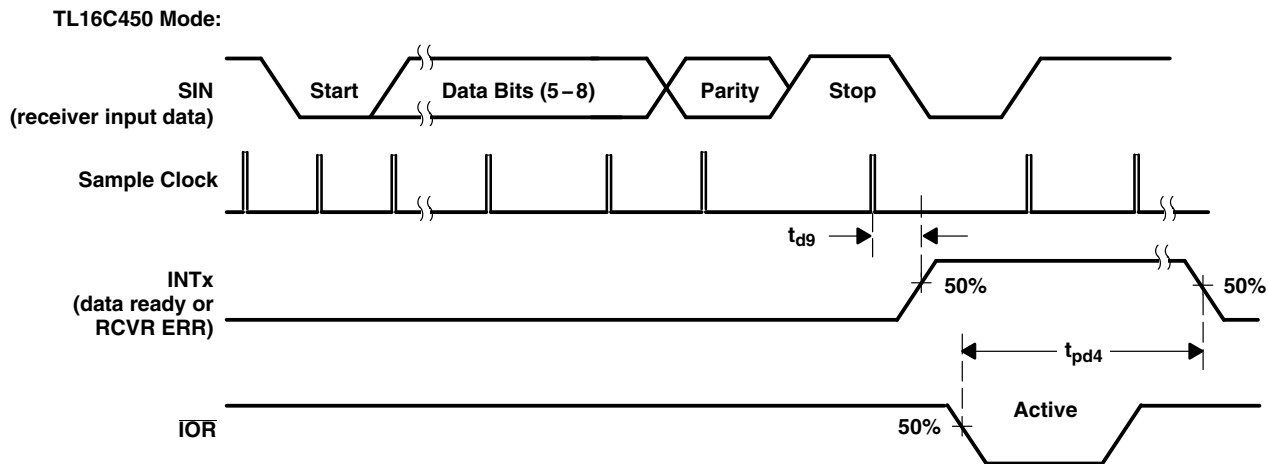 TL16C450 Mode:
SIN
(receiver input data)
Start
Data Bits (5–8)
Parity
Stop
Sample Clock
td9
INTx
(data ready or
RCVR ERR)
50%
50%
tpd4
IOR
50%
Active